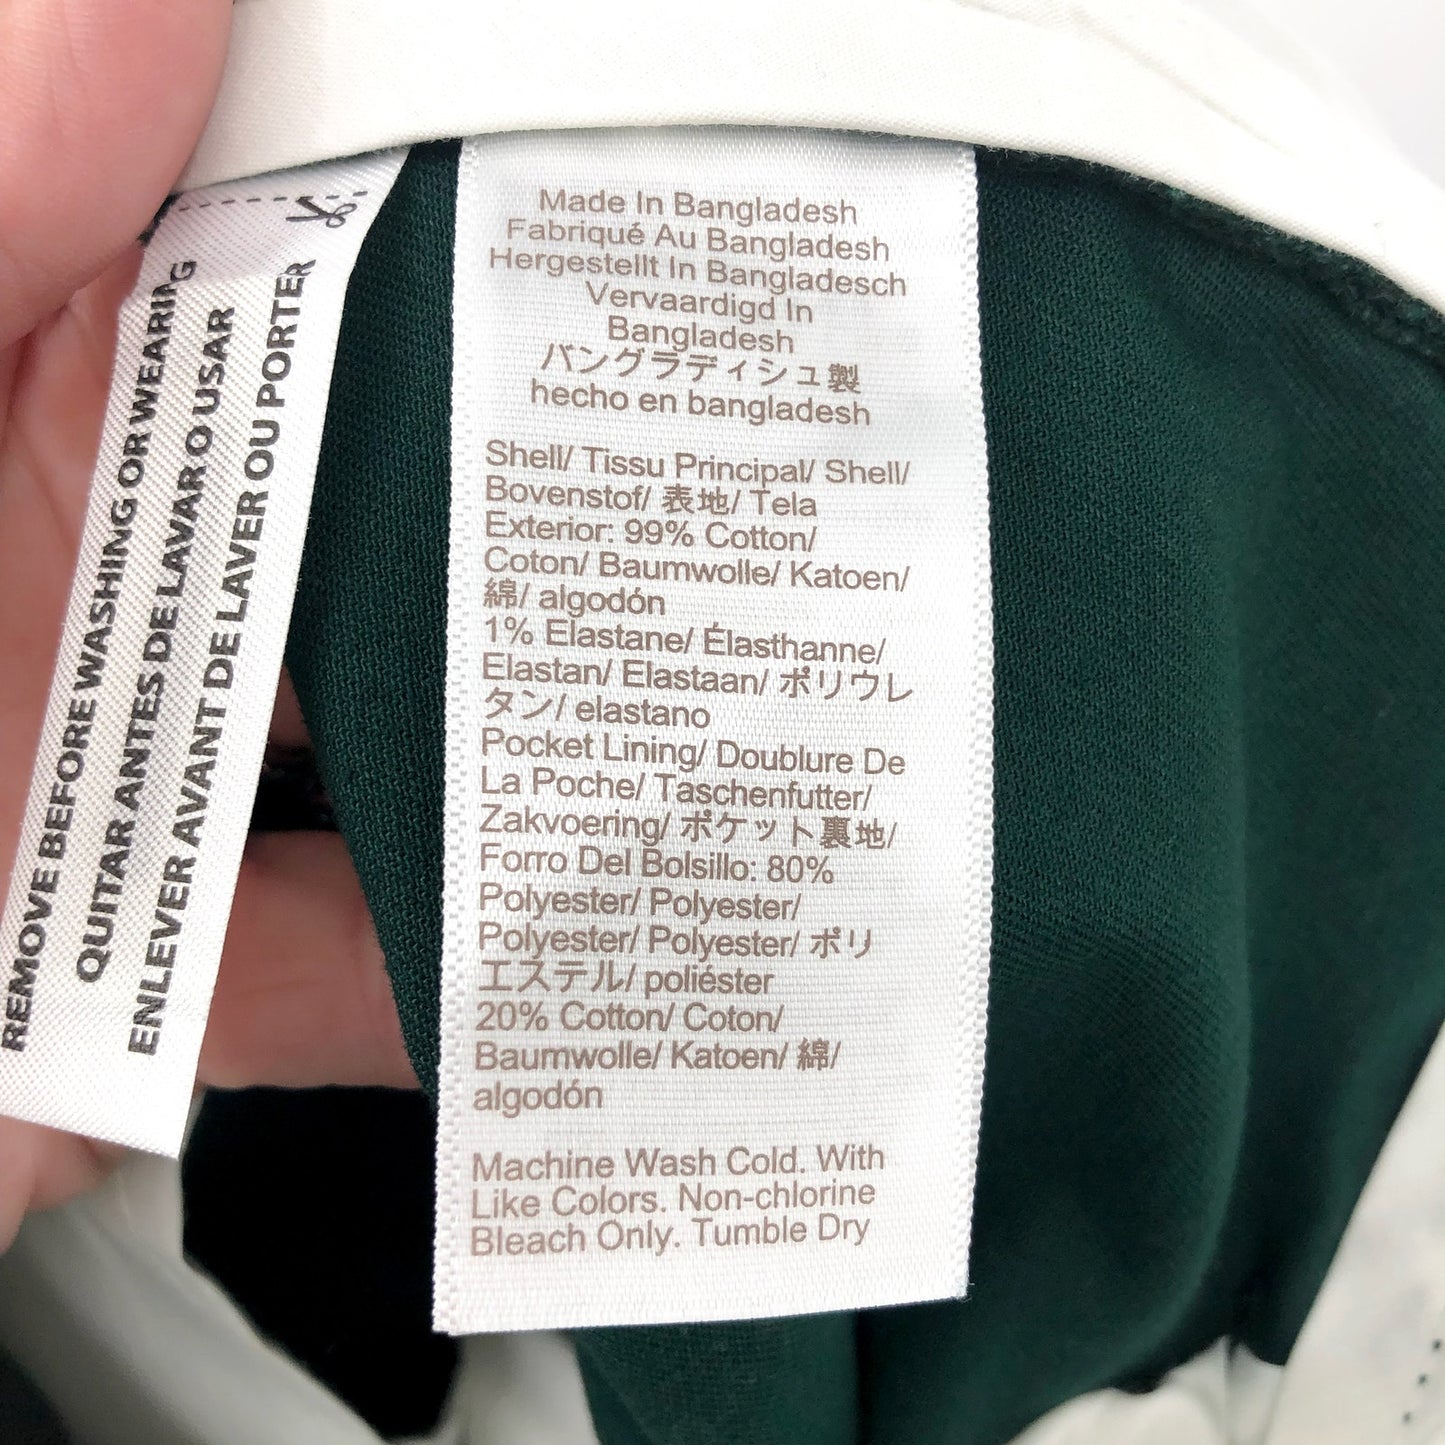 REMOVE BEFORE WASHING OR WEARING
QUITAR ANTES DE LAVAR O USAR
ENLEVER AVANT DE LAVER OU PORTER
Made In Bangladesh
Fabriqué Au Bangladesh
Hergestellt In Bangladesch
Vervaardigd In
Bangladesh
バングラディシュ製
hecho en bangladesh
Shell/ Tissu Principal/ Shell/
Bovenstof/ 表地/ Tela
Exterior: 99% Cotton/
Coton/ Baumwolle/ Katoen/
綿/ algodón
1% Elastane/ Élasthanne/
Elastan/ Elastaan/ ポリウレ
タン/ elastano
Pocket Lining/ Doublure De
La Poche/ Taschenfutter/
Zakvoering/ ポケット裏地/
Forro Del Bolsillo: 80%
Polyester/ Polyester/
Polyester/ Polyester/ ポリ
エステル/ poliéster
20% Cotton/ Coton/
Baumwolle/ Katoen/ 綿/
algodón
Machine Wash Cold. With
Like Colors. Non-chlorine
Bleach Only. Tumble Dry